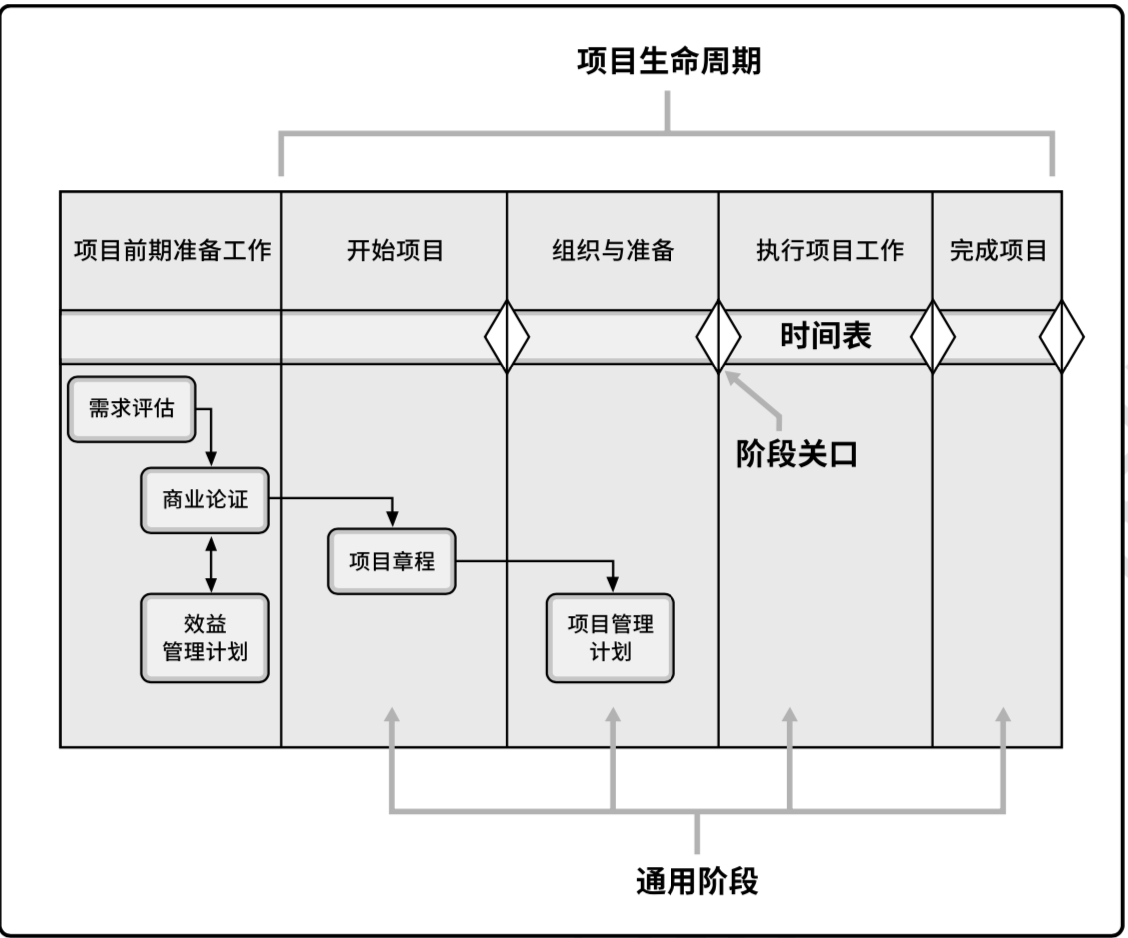 项目生命周期
项目前期准备工作
开始项目
组织与准备
执行项目工作
完成项目
时间表
需求评估
阶段关口
商业论证
项目章程
效益
管理计划
项目管理
计划
通用阶段